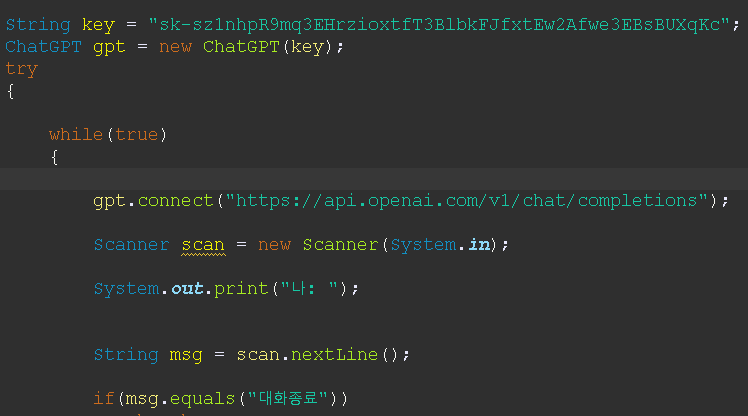 String key = "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";
ChatGPT gpt = new ChatGPT(key);
try
{
while(true)
{
gpt.connect("https://api.openai.com/v1/chat/completions");
Scanner scan = new Scanner(System.in);
System.out.print("나: ");
String msg = scan.nextLine();
if(msg.equals("대화종료"))